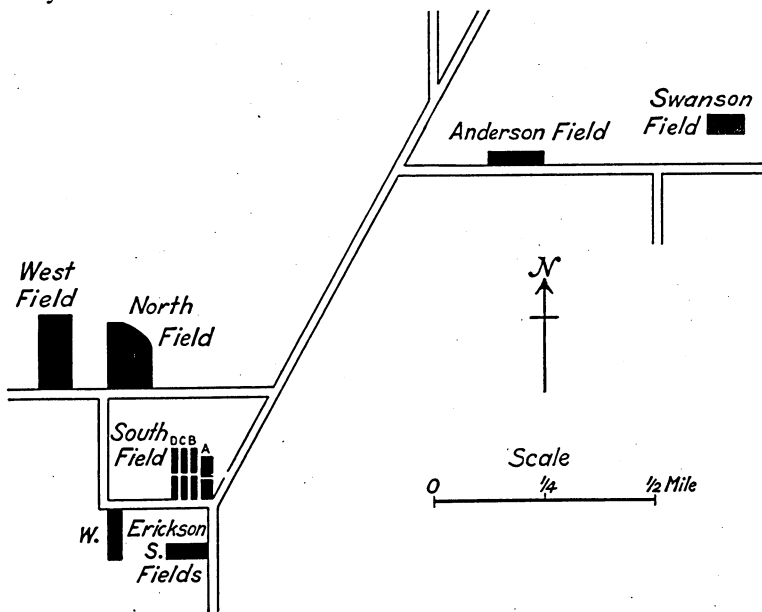 Swanson
Field
Anderson Field
N
West
Field
North
Field
South
Field
D C B A
Scale
0 1/4 1/2 Mile
W.
Erickson
S.
Fields